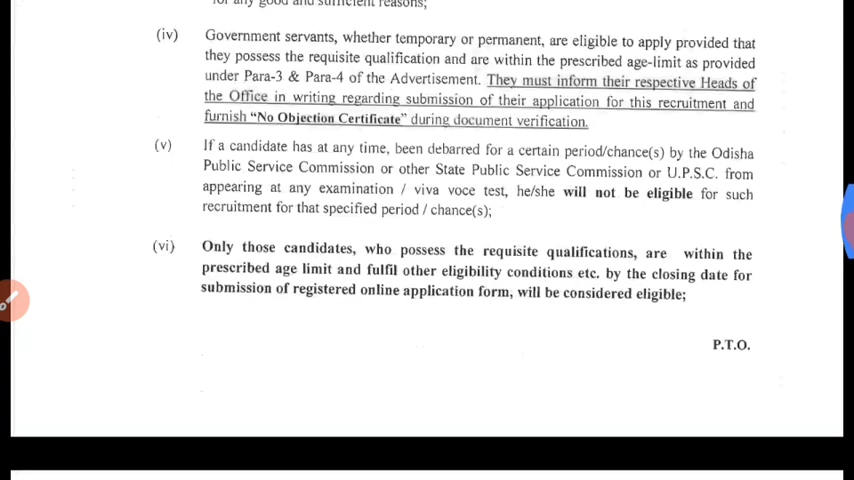 for any good and sufficient reasons;
(iv) Government servants, whether temporary or permanent, are eligible to apply provided that
they possess the requisite qualification and are within the prescribed age-limit as provided
under Para-3 & Para-4 of the Advertisement. They must inform their respective Heads of
the Office in writing regarding submission of their application for this recruitment and
furnish "No Objection Certificate" during document verification.
(v) If a candidate has at any time, been debarred for a certain period/chance(s) by the Odisha
Public Service Commission or other State Public Service Commission or U.P.S.C. from
appearing at any examination / viva voce test, he/she will not be eligible for such
recruitment for that specified period / chance(s);
(vi) Only those candidates, who possess the requisite qualifications, are within the
prescribed age limit and fulfil other eligibility conditions etc. by the closing date for
submission of registered online application form, will be considered eligible;
P.T.O.